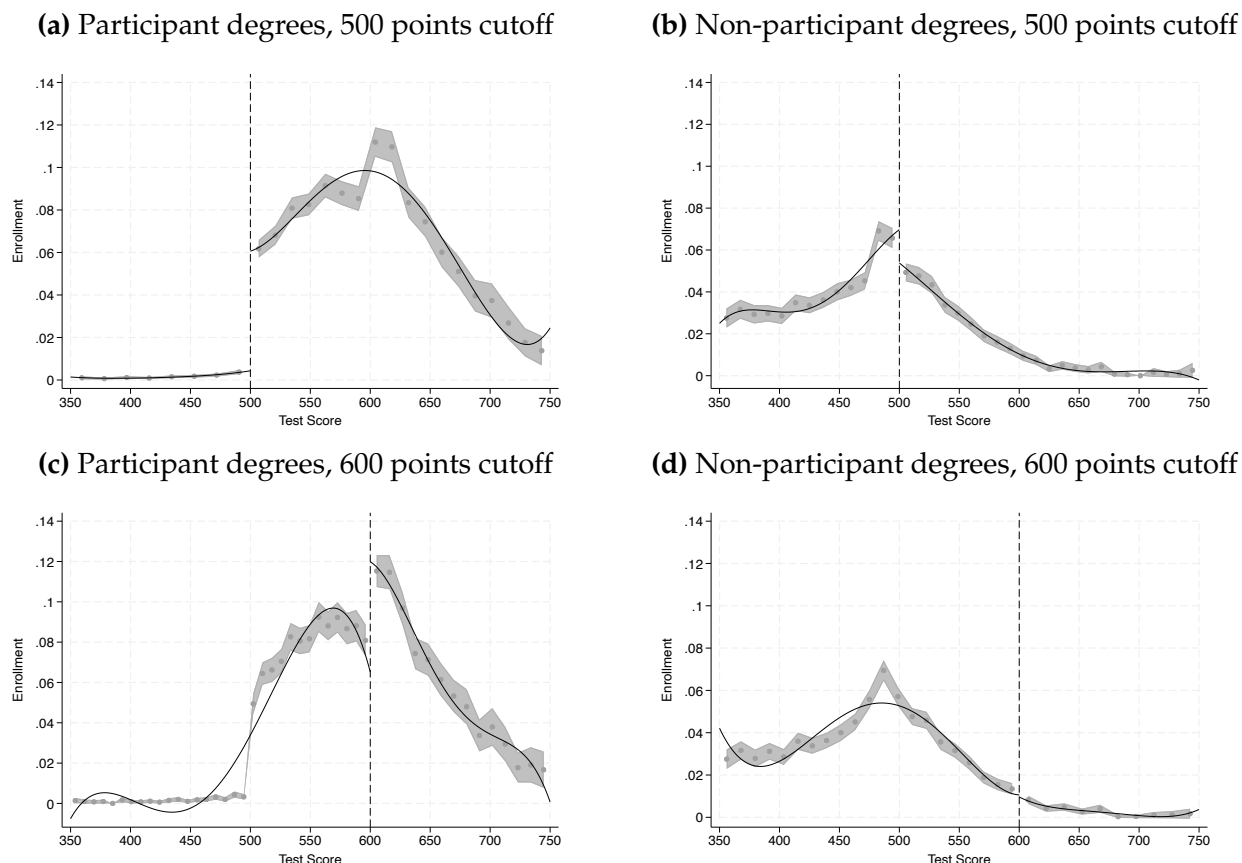 (a) Participant degrees, 500 points cutoff
(b) Non-participant degrees, 500 points cutoff
.14
.12
.1
.08
.06
.04
.02
0
Enrollment
350 400 450 500 550 600 650 700 750
Test Score
.14
.12
.1
.08
.06
.04
.02
0
Enrollment
350 400 450 500 550 600 650 700 750
Test Score
(c) Participant degrees, 600 points cutoff
(d) Non-participant degrees, 600 points cutoff
.14
.12
.1
.08
.06
.04
.02
0
Enrollment
350 400 450 500 550 600 650 700 750
Test Score
.14
.12
.1
.08
.06
.04
.02
0
Enrollment
350 400 450 500 550 600 650 700 750
Test Score